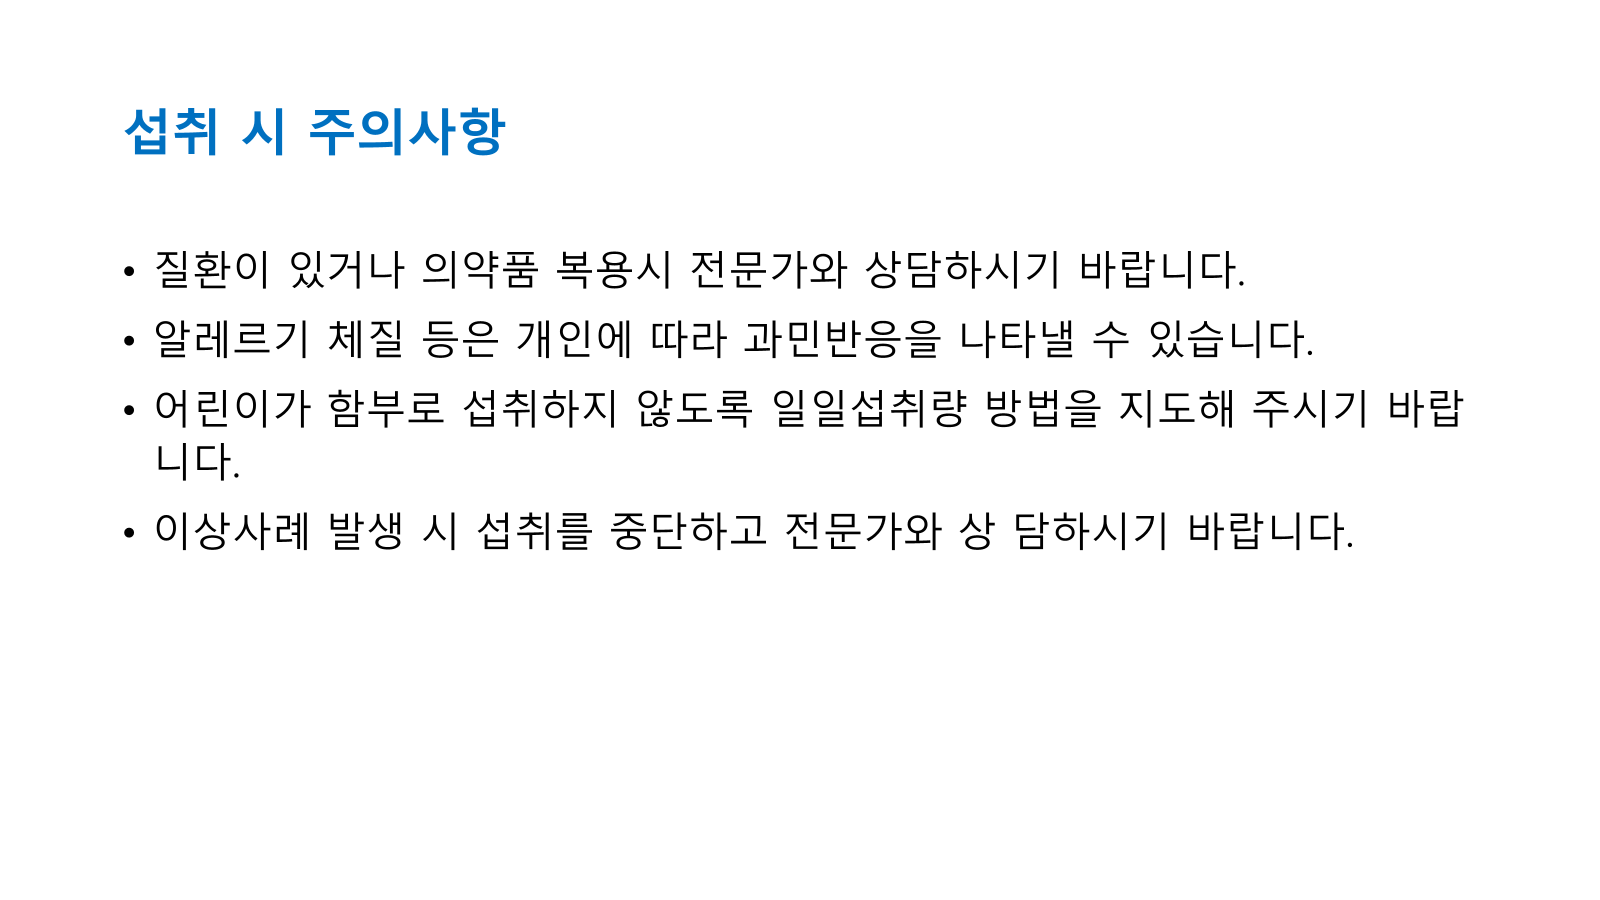 섭취 시 주의사항
• 질환이 있거나 의약품 복용시 전문가와 상담하시기 바랍니다.
• 알레르기 체질 등은 개인에 따라 과민반응을 나타낼 수 있습니다.
• 어린이가 함부로 섭취하지 않도록 일일섭취량 방법을 지도해 주시기 바랍
니다.
• 이상사례 발생 시 섭취를 중단하고 전문가와 상 담하시기 바랍니다.